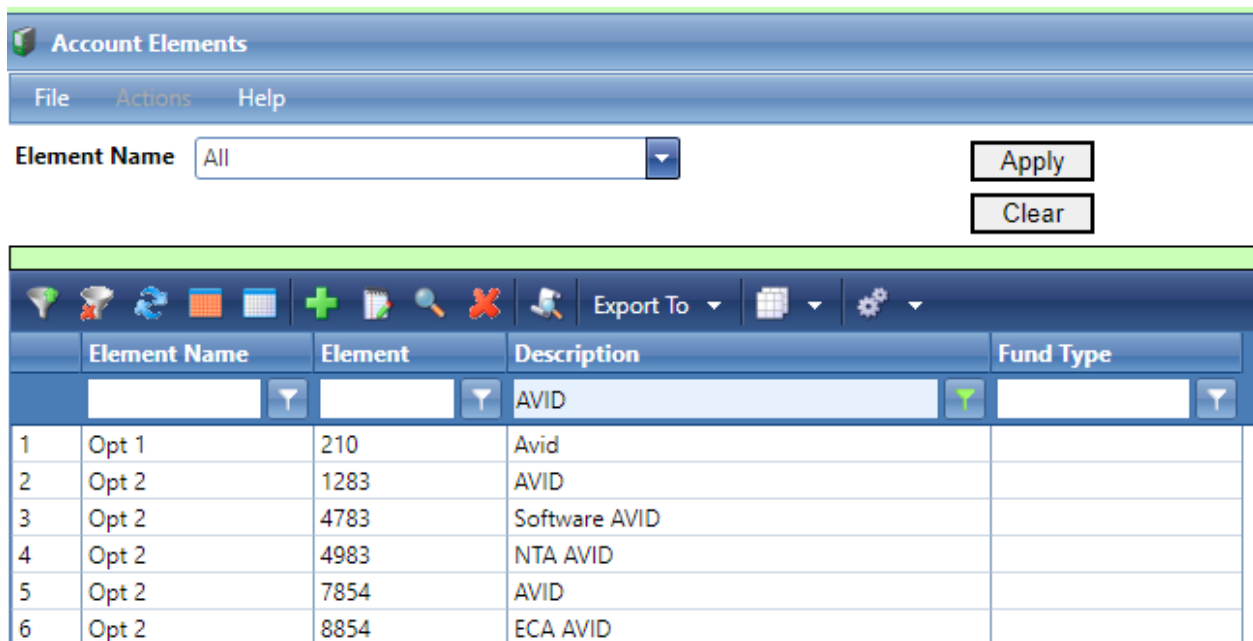 Account Elements
File Actions Help
Element Name All Apply
Clear
Export To
Element Name Element Description Fund Type
AVID
1 Opt 1 210 Avid
2 Opt 2 1283 AVID
3 Opt 2 4783 Software AVID
4 Opt 2 4983 NTA AVID
5 Opt 2 7854 AVID
6 Opt 2 8854 ECA AVID